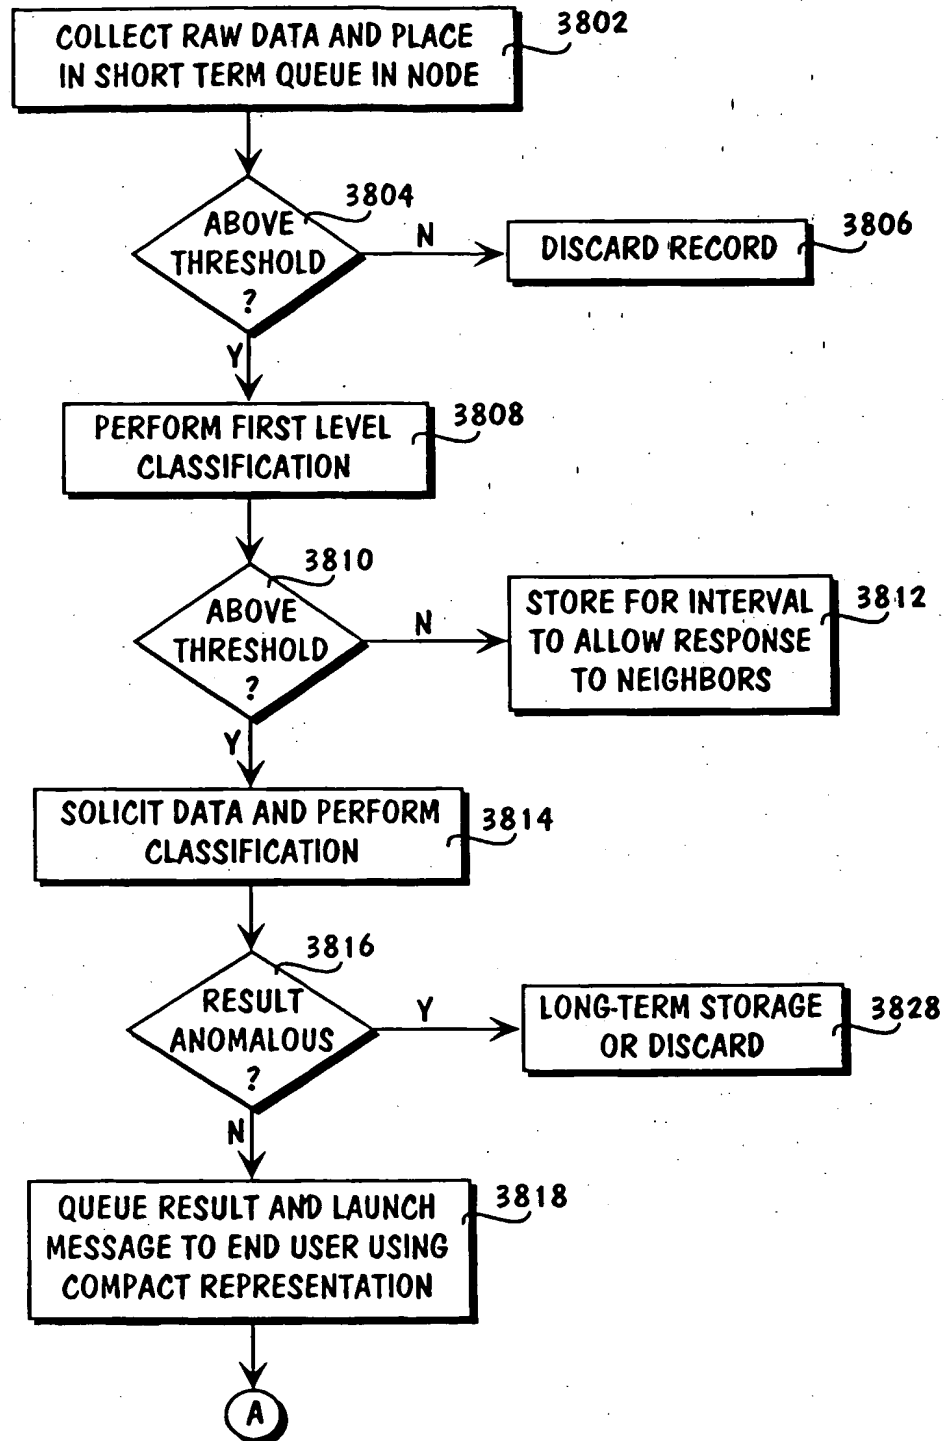 COLLECT RAW DATA AND PLACE
IN SHORT TERM QUEUE IN NODE
3802
ABOVE
THRESHOLD
?
3804
N
DISCARD RECORD
3806
Y
PERFORM FIRST LEVEL
CLASSIFICATION
3808
ABOVE
THRESHOLD
?
3810
N
STORE FOR INTERVAL
TO ALLOW RESPONSE
TO NEIGHBORS
3812
Y
SOLICIT DATA AND PERFORM
CLASSIFICATION
3814
RESULT
ANOMALOUS
?
3816
Y
LONG-TERM STORAGE
OR DISCARD
3828
N
QUEUE RESULT AND LAUNCH
MESSAGE TO END USER USING
COMPACT REPRESENTATION
3818
A